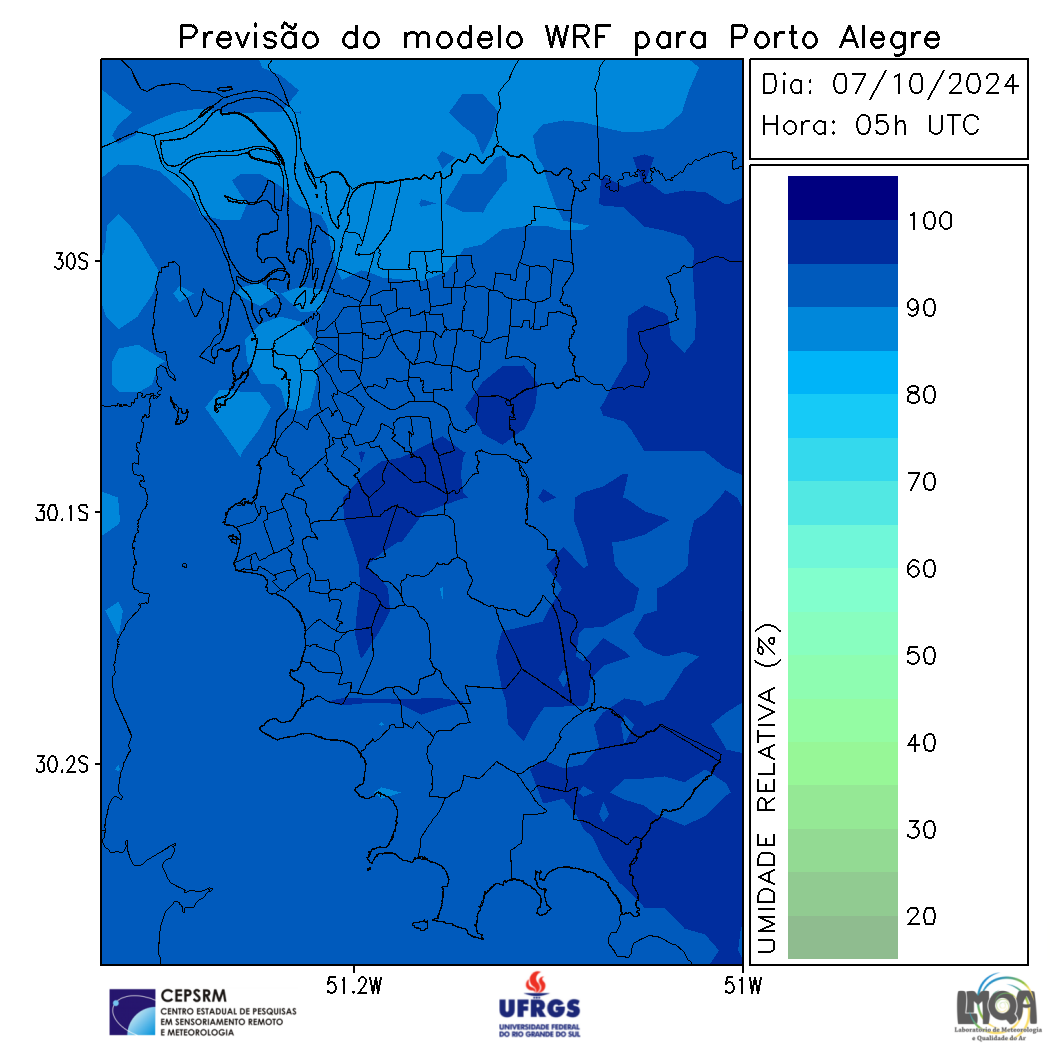 Previsão do modelo WRF para Porto Alegre
Dia: 07/10/2024
Hora: 05h UTC
30S
30.1S
30.2S
51.2W
51W
UMIDADE RELATIVA (%)
100
90
80
70
60
50
40
30
20
CEPSRM
CENTRO ESTADUAL DE PESQUISAS
EM SENSORIAMENTO REMOTO
E METEOROLOGIA
UFRGS
UNIVERSIDADE FEDERAL
DO RIO GRANDE DO SUL
LMQA
Laboratório de Meteorologia
e Qualidade do Ar